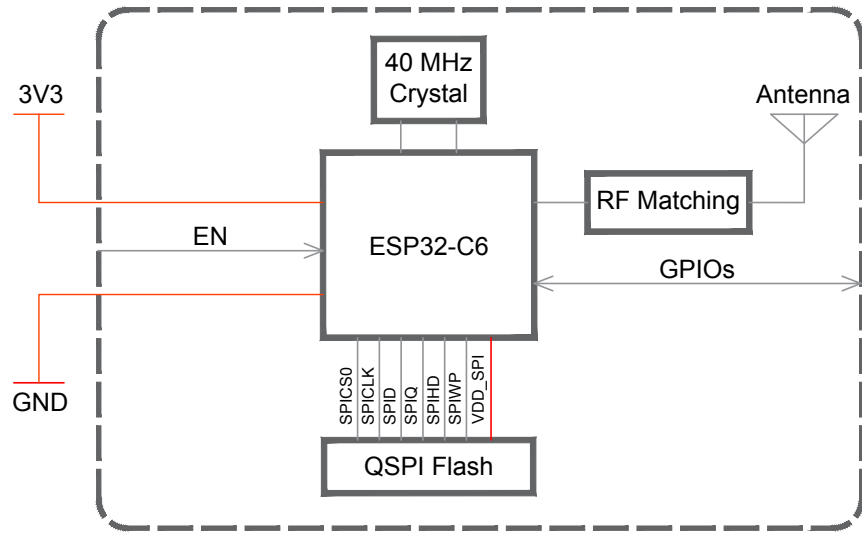 40 MHz
Crystal
3V3
Antenna
RF Matching
EN
ESP32-C6
GPIOs
GND
SPICS0
SPICLK
SPID
SPIQ
SPIHD
SPIWP
VDD_SPI
QSPI Flash